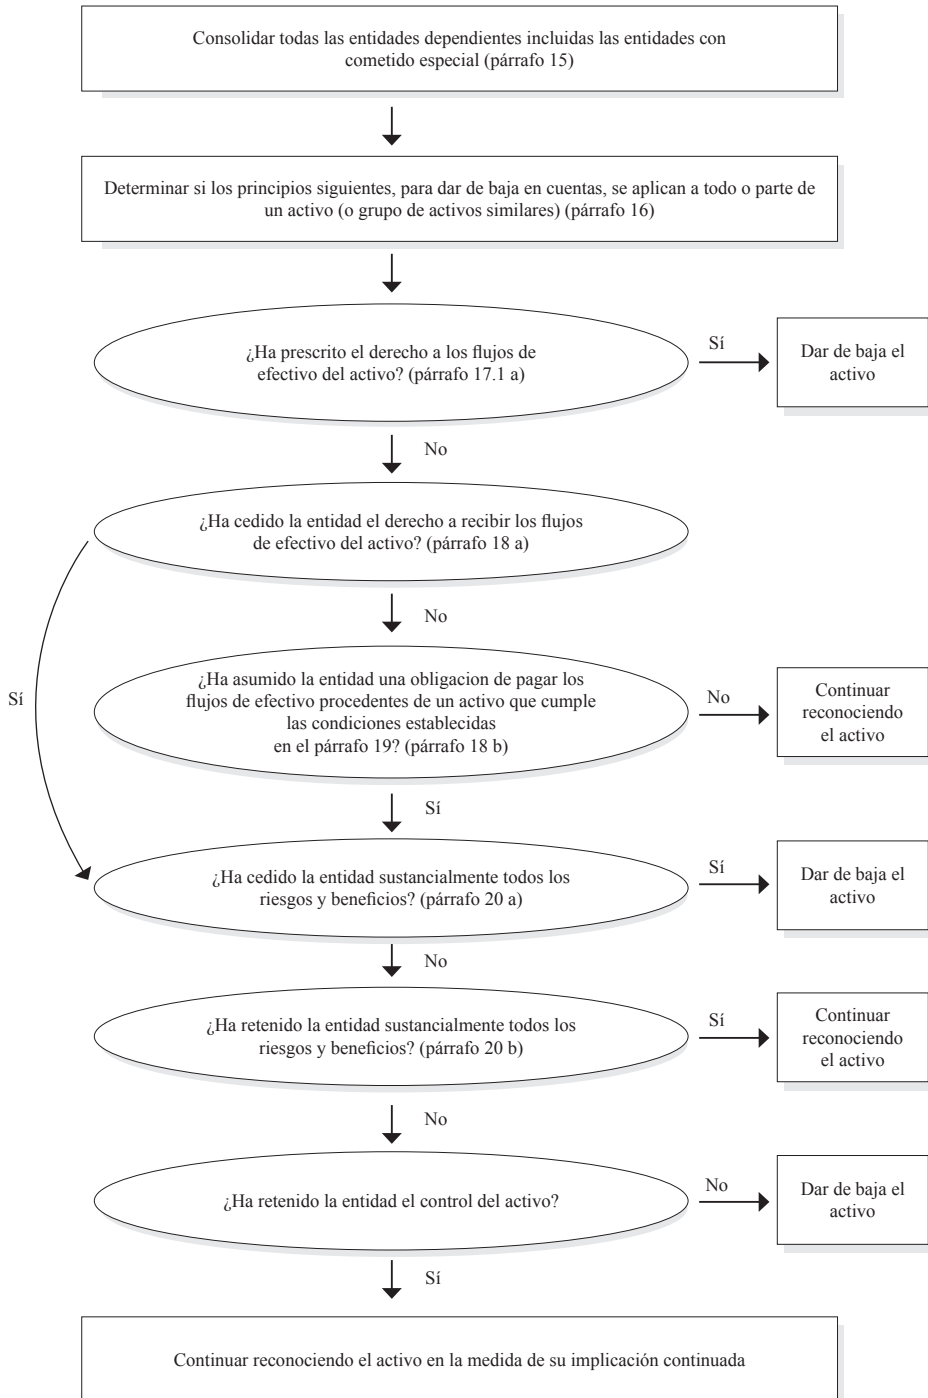 Consolidar todas las entidades dependientes incluidas las entidades con
cometido especial (párrafo 15)
Determinar si los principios siguientes, para dar de baja en cuentas, se aplican a todo o parte de
un activo (o grupo de activos similares) (párrafo 16)
¿Ha prescrito el derecho a los flujos de
efectivo del activo? (párrafo 17.1 a)
Sí
Dar de baja el
activo
No
¿Ha cedido la entidad el derecho a recibir los flujos
de efectivo del activo? (párrafo 18 a)
No
Sí
¿Ha asumido la entidad una obligacion de pagar los
flujos de efectivo procedentes de un activo que cumple
las condiciones establecidas
en el párrafo 19? (párrafo 18 b)
No
Continuar
reconociendo
el activo
Sí
¿Ha cedido la entidad sustancialmente todos los
riesgos y beneficios? (párrafo 20 a)
Sí
Dar de baja el
activo
No
¿Ha retenido la entidad sustancialmente todos los
riesgos y beneficios? (párrafo 20 b)
Sí
Continuar
reconociendo
el activo
No
¿Ha retenido la entidad el control del activo?
No
Dar de baja el
activo
Sí
Continuar reconociendo el activo en la medida de su implicación continuada